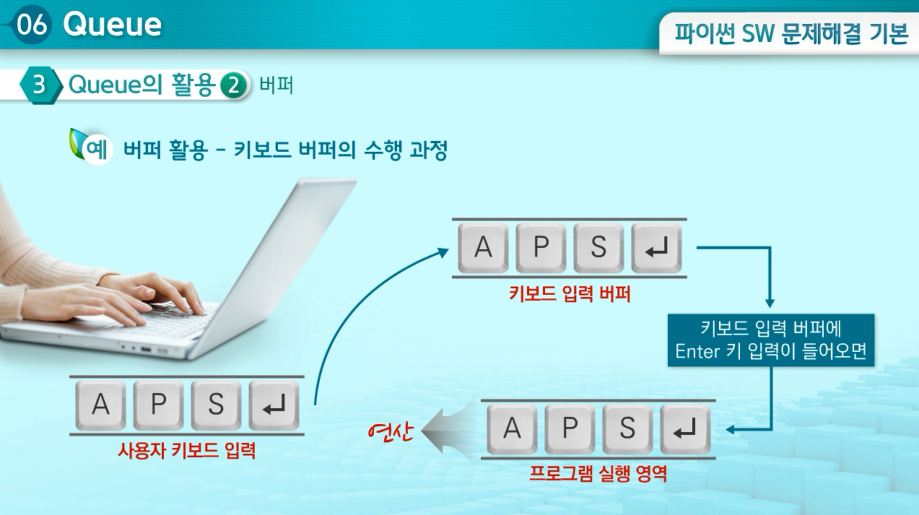 06 Queue
파이썬 SW 문제해결 기본
3 Queue의 활용 2 버퍼
예 버퍼 활용 - 키보드 버퍼의 수행 과정
A P S ↵
키보드 입력 버퍼
키보드 입력 버퍼에
Enter 키 입력이 들어오면
A P S ↵
사용자 키보드 입력
연산
A P S ↵
프로그램 실행 영역